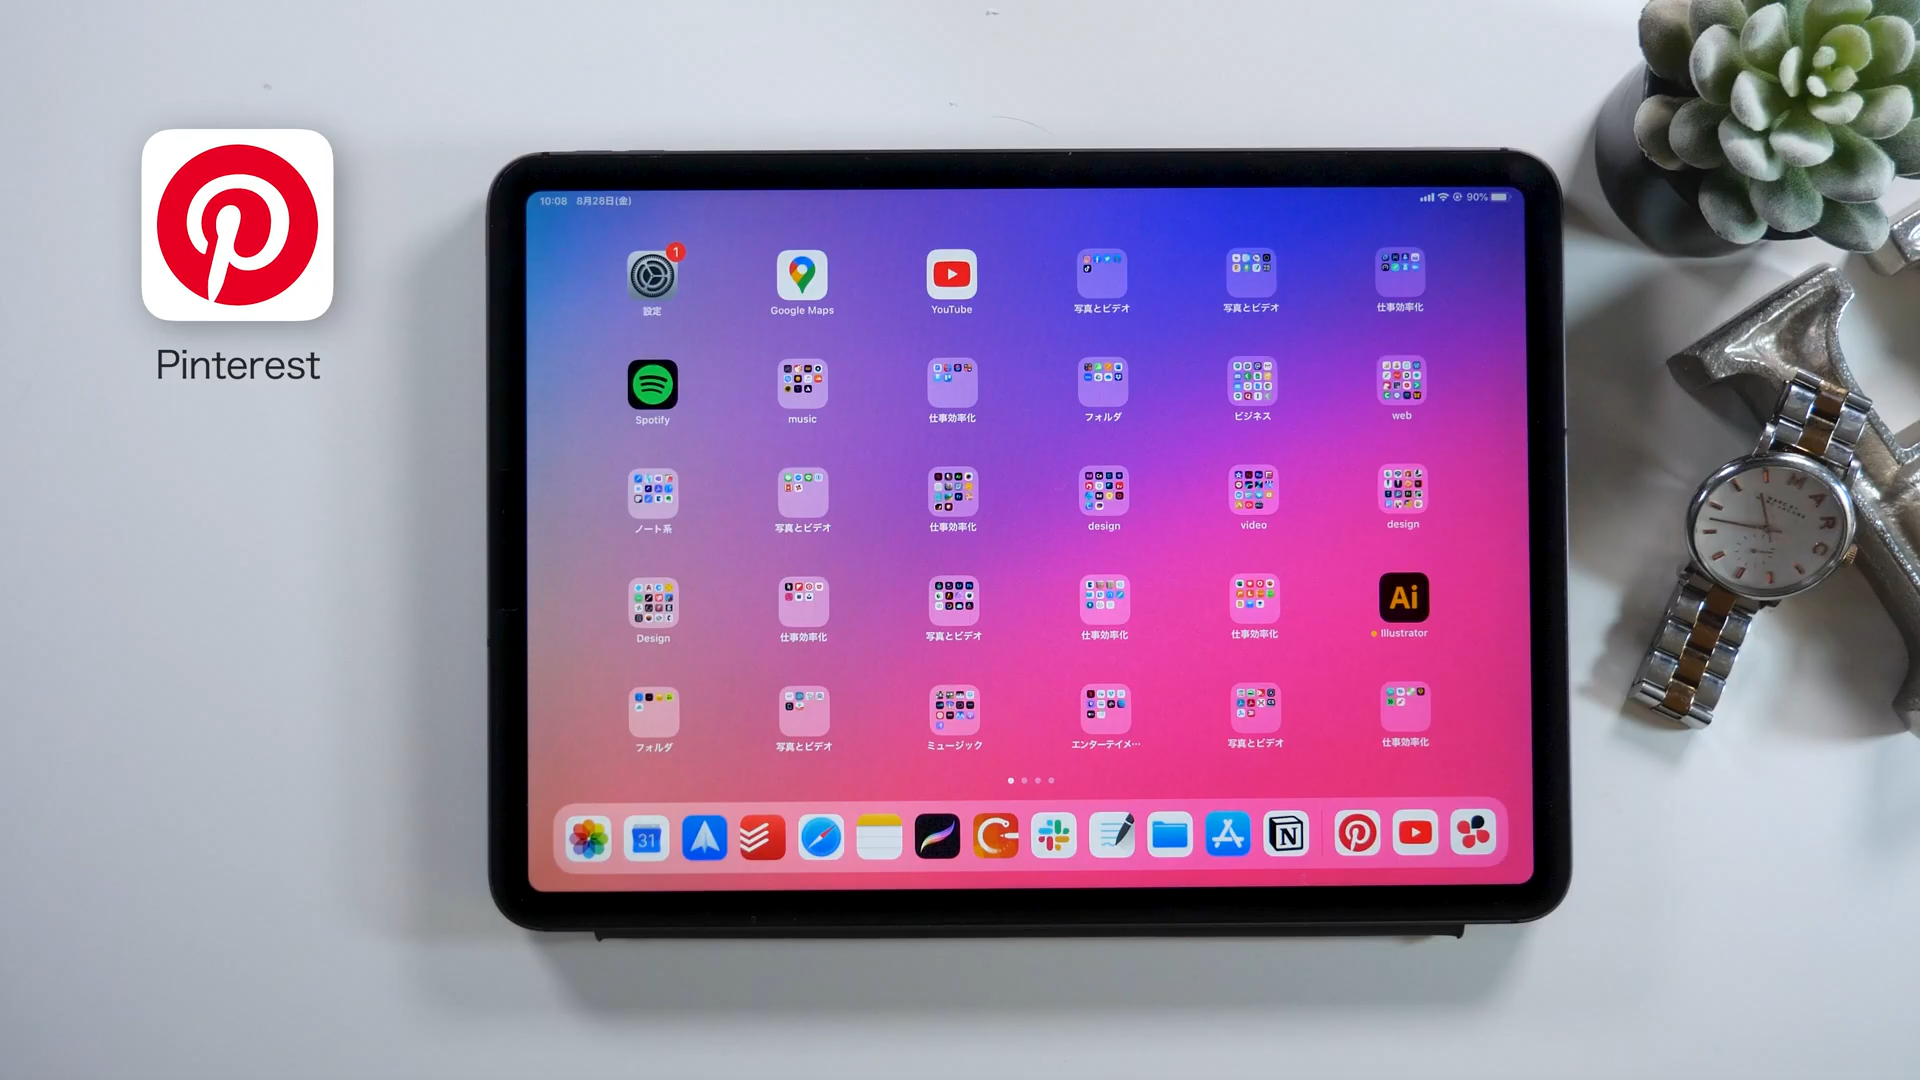 Pinterest
10:08 8月28日(金)
90%
1
設定
Google Maps
YouTube
写真とビデオ
写真とビデオ
仕事効率化
Spotify
music
仕事効率化
フォルダ
ビジネス
web
ノート系
写真とビデオ
仕事効率化
design
video
design
Design
仕事効率化
写真とビデオ
仕事効率化
仕事効率化
Ai
Illustrator
フォルダ
写真とビデオ
ミュージック
エンターテイメ…
写真とビデオ
仕事効率化
31
N
MARC